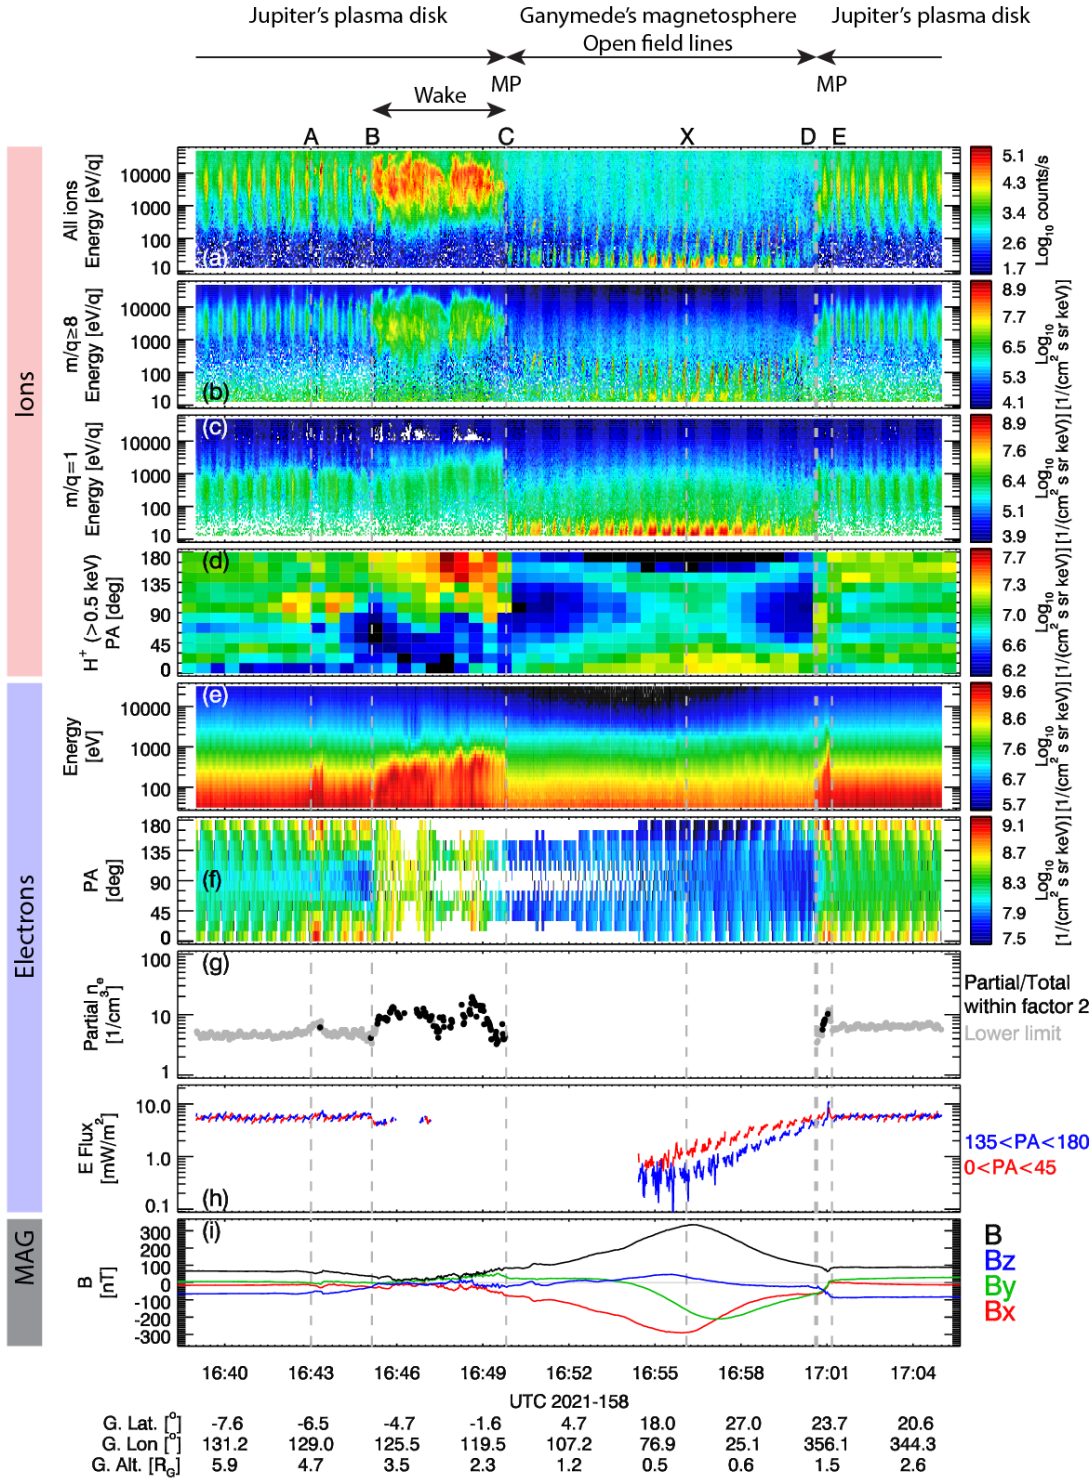 Jupiter's plasma disk
Ganymede's magnetosphere
Jupiter's plasma disk
Open field lines
MP
MP
Wake
A B C X D E
Ions
All ions
Energy [eV/q]
10000
1000
100
10
(a)
5.1
4.3
3.4
2.6
1.7
Log10 counts/s
m/q≥8
Energy [eV/q]
10000
1000
100
10
(b)
8.9
7.7
6.5
5.3
4.1
Log10 [1/(cm² s sr keV)]
m/q=1
Energy [eV/q]
10000
1000
100
10
(c)
8.9
7.7
6.4
5.2
3.9
Log10 [1/(cm² s sr keV)]
H+ (>0.5 keV)
PA [deg]
180
135
90
45
0
(d)
7.7
7.3
7.0
6.6
6.2
Log10 [1/(cm² s sr keV)]
Electrons
Energy
[eV]
10000
1000
100
(e)
9.6
8.6
7.6
6.7
5.7
Log10 [1/(cm² s sr keV)]
PA
[deg]
180
135
90
45
0
(f)
9.1
8.7
8.3
7.9
7.5
Log10 [1/(cm² s sr keV)]
Partial ne
[1/cm³]
100
10
1
(g)
Partial/Total
within factor 2
Lower limit
E Flux
[mW/m²]
10.0
1.0
0.1
(h)
135<PA<180
0<PA<45
MAG
B
[nT]
300
200
100
0
-100
-200
-300
(i)
B
Bz
By
Bx
16:40 16:43 16:46 16:49 16:52 16:55 16:58 17:01 17:04
UTC 2021-158
G. Lat. [°] -7.6 -6.5 -4.7 -1.6 4.7 18.0 27.0 23.7 20.6
G. Lon [°] 131.2 129.0 125.5 119.5 107.2 76.9 25.1 356.1 344.3
G. Alt. [RG] 5.9 4.7 3.5 2.3 1.2 0.5 0.6 1.5 2.6